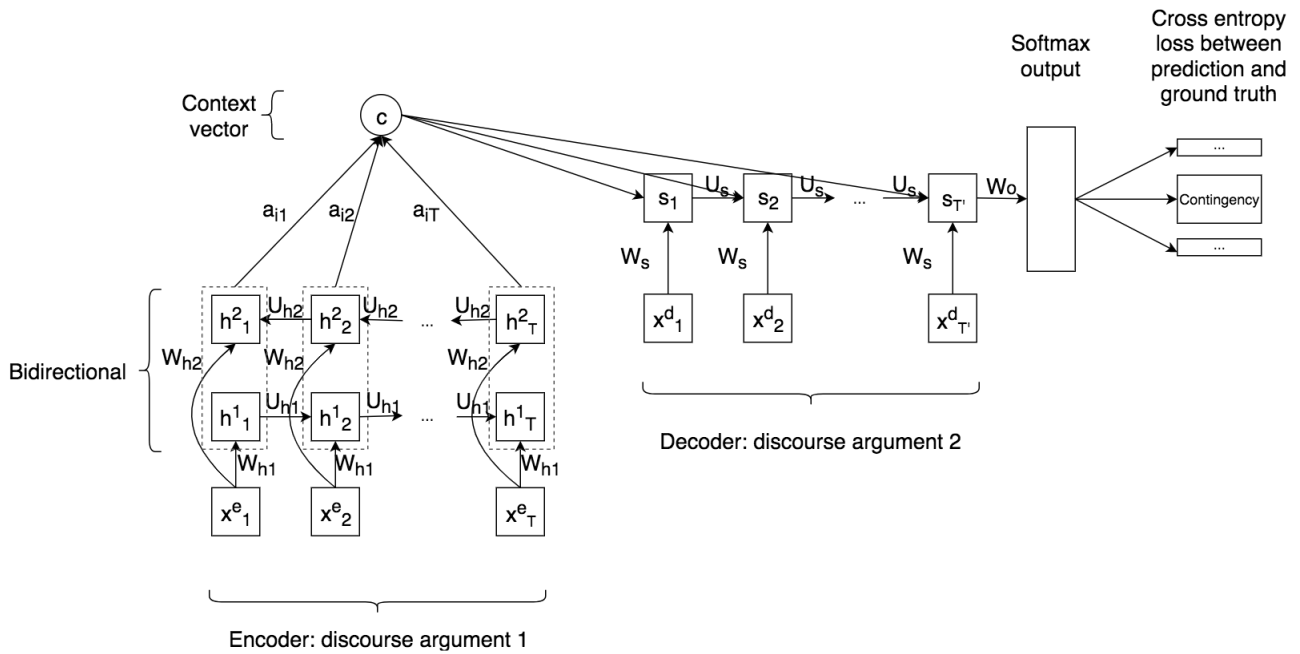 Cross entropy
loss between
prediction and
ground truth
Softmax
output
Context
vector
c
a_i1 a_i2 a_iT
U_s U_s U_s W_o
s_1 s_2 ... s_T'
...
Contingency
...
W_s W_s W_s
x^d_1 x^d_2 x^d_T'
Bidirectional
U_h2 U_h2 U_h2
h^2_1 h^2_2 ... h^2_T
W_h2 W_h2 W_h2
U_h1 U_h1 U_h1
h^1_1 h^1_2 ... h^1_T
W_h1 W_h1 W_h1
x^e_1 x^e_2 x^e_T
Decoder: discourse argument 2
Encoder: discourse argument 1